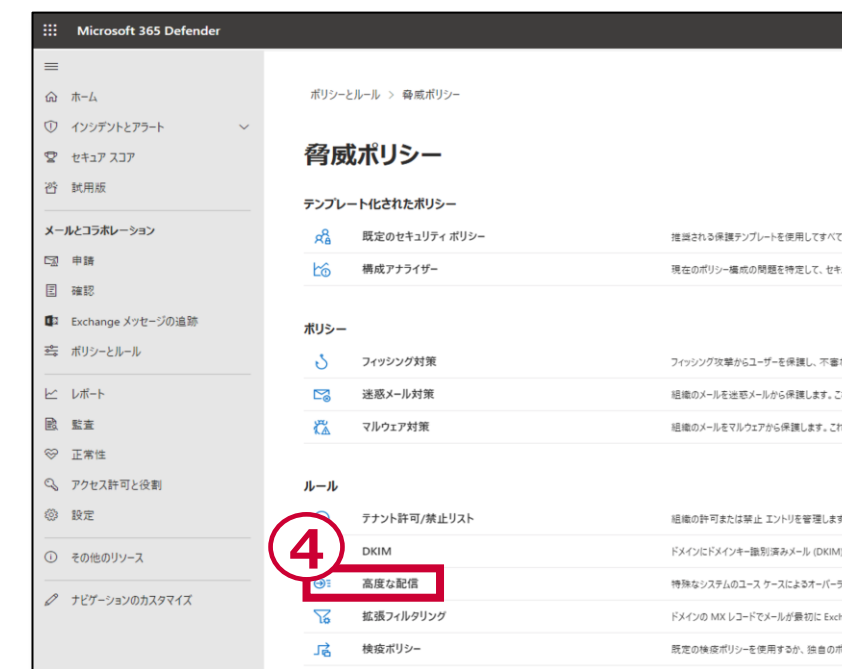 Microsoft 365 Defender
ホーム
インシデントとアラート
セキュア スコア
試用版
メールとコラボレーション
申請
確認
Exchange メッセージの追跡
ポリシーとルール
レポート
監査
正常性
アクセス許可と役割
設定
その他のリソース
ナビゲーションのカスタマイズ
ポリシーとルール > 脅威ポリシー
脅威ポリシー
テンプレート化されたポリシー
既定のセキュリティ ポリシー 推奨される保護テンプレートを使用してすべて
構成アナライザー 現在のポリシー構成の問題を特定して、セキ
ポリシー
フィッシング対策 フィッシング攻撃からユーザーを保護し、不審
迷惑メール対策 組織のメールを迷惑メールから保護します。こ
マルウェア対策 組織のメールをマルウェアから保護します。これ
ルール
テナント許可/禁止リスト 組織の許可または禁止 エントリを管理します
④
DKIM ドメインにドメインキー識別済みメール (DKIM)
高度な配信 特殊なシステムのユース ケースによるオーバーラ
拡張フィルタリング ドメインの MX レコードでメールが最初に Exch
検疫ポリシー 既定の検疫ポリシーを使用するか、独自のポ